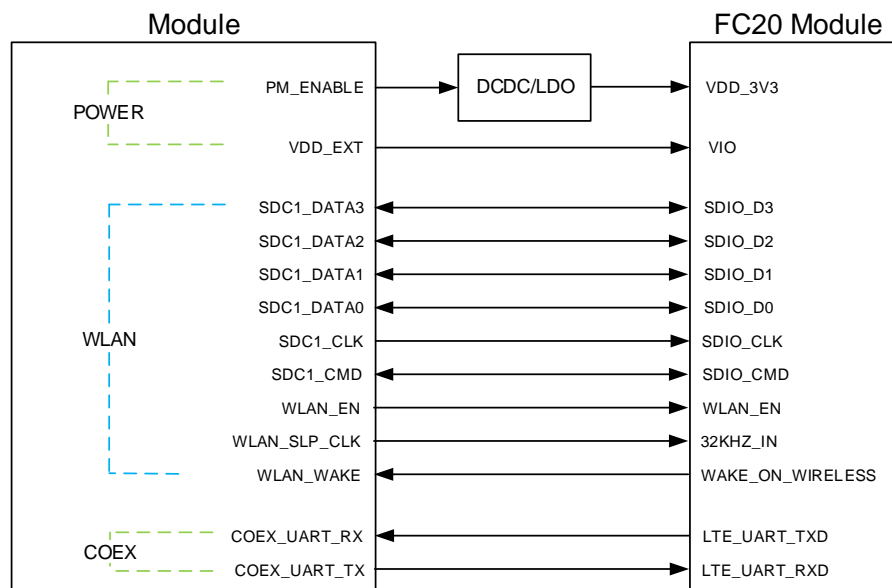 Module FC20 Module
PM_ENABLE DCDC/LDO VDD_3V3
POWER
VDD_EXT VIO
SDC1_DATA3 SDIO_D3
SDC1_DATA2 SDIO_D2
SDC1_DATA1 SDIO_D1
SDC1_DATA0 SDIO_D0
WLAN SDC1_CLK SDIO_CLK
SDC1_CMD SDIO_CMD
WLAN_EN WLAN_EN
WLAN_SLP_CLK 32KHZ_IN
WLAN_WAKE WAKE_ON_WIRELESS
COEX_UART_RX LTE_UART_TXD
COEX
COEX_UART_TX LTE_UART_RXD